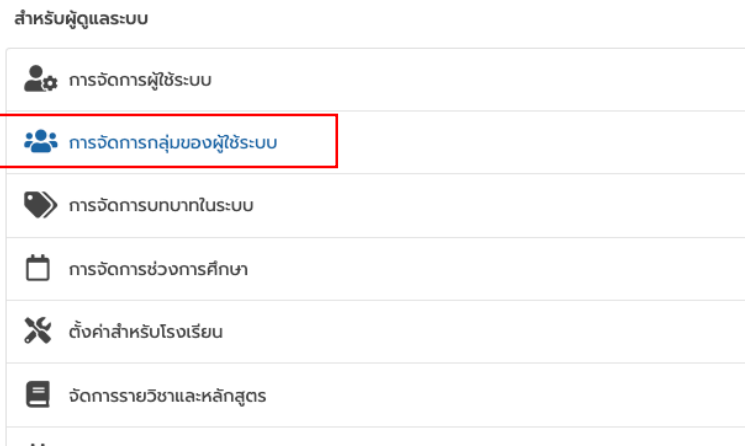 สำหรับผู้ดูแลระบบ
การจัดการผู้ใช้ระบบ
การจัดการกลุ่มของผู้ใช้ระบบ
การจัดการบทบาทในระบบ
การจัดการช่วงการศึกษา
ตั้งค่าสำหรับโรงเรียน
จัดการรายวิชาและหลักสูตร